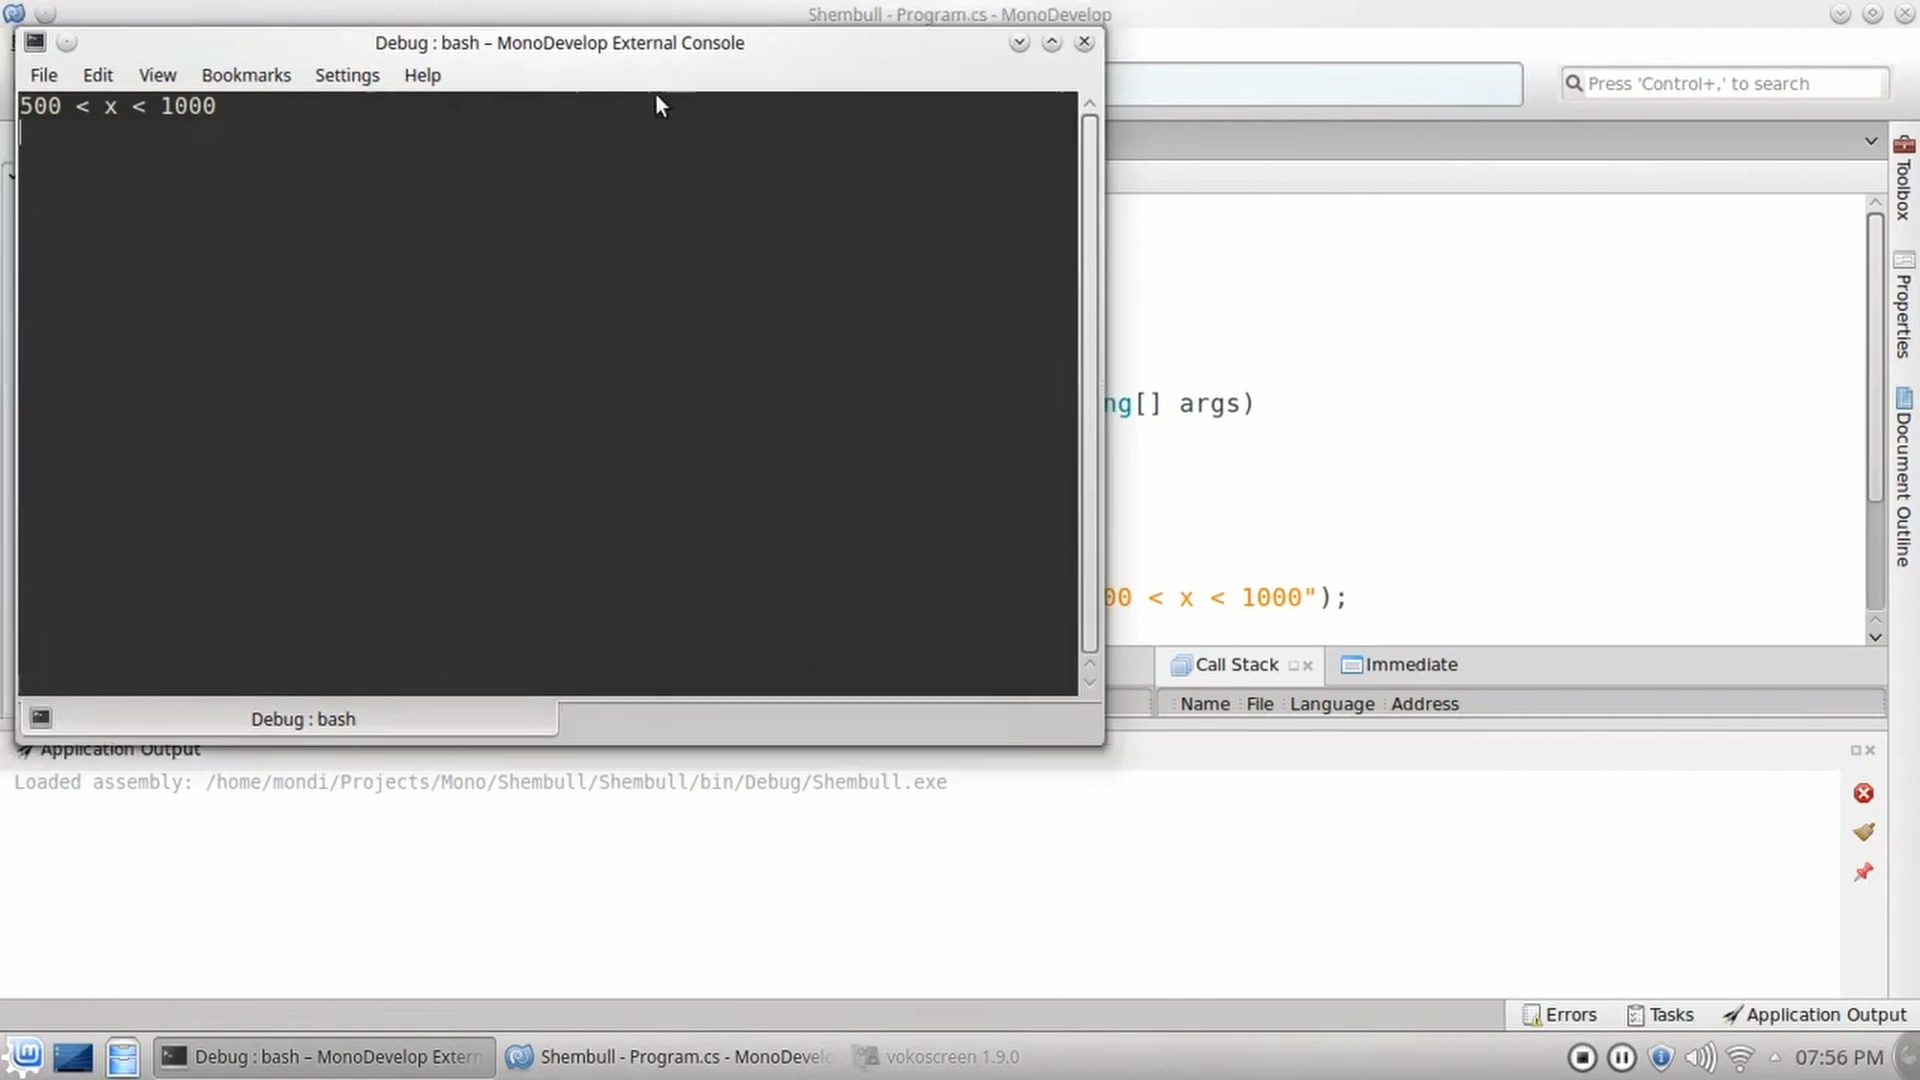 Shembull - Program.cs - MonoDevelop
Debug : bash – MonoDevelop External Console
File Edit View Bookmarks Settings Help
Press 'Control+,' to search
500 < x < 1000
Toolbox
Properties
Document Outline
ng[] args)
00 < x < 1000");
Call Stack
Immediate
Name File Language Address
Debug : bash
Application Output
Loaded assembly: /home/mondi/Projects/Mono/Shembull/Shembull/bin/Debug/Shembull.exe
Errors Tasks Application Output
Debug : bash – MonoDevelop Extern
Shembull - Program.cs - MonoDevelo
vokoscreen 1.9.0
07:56 PM